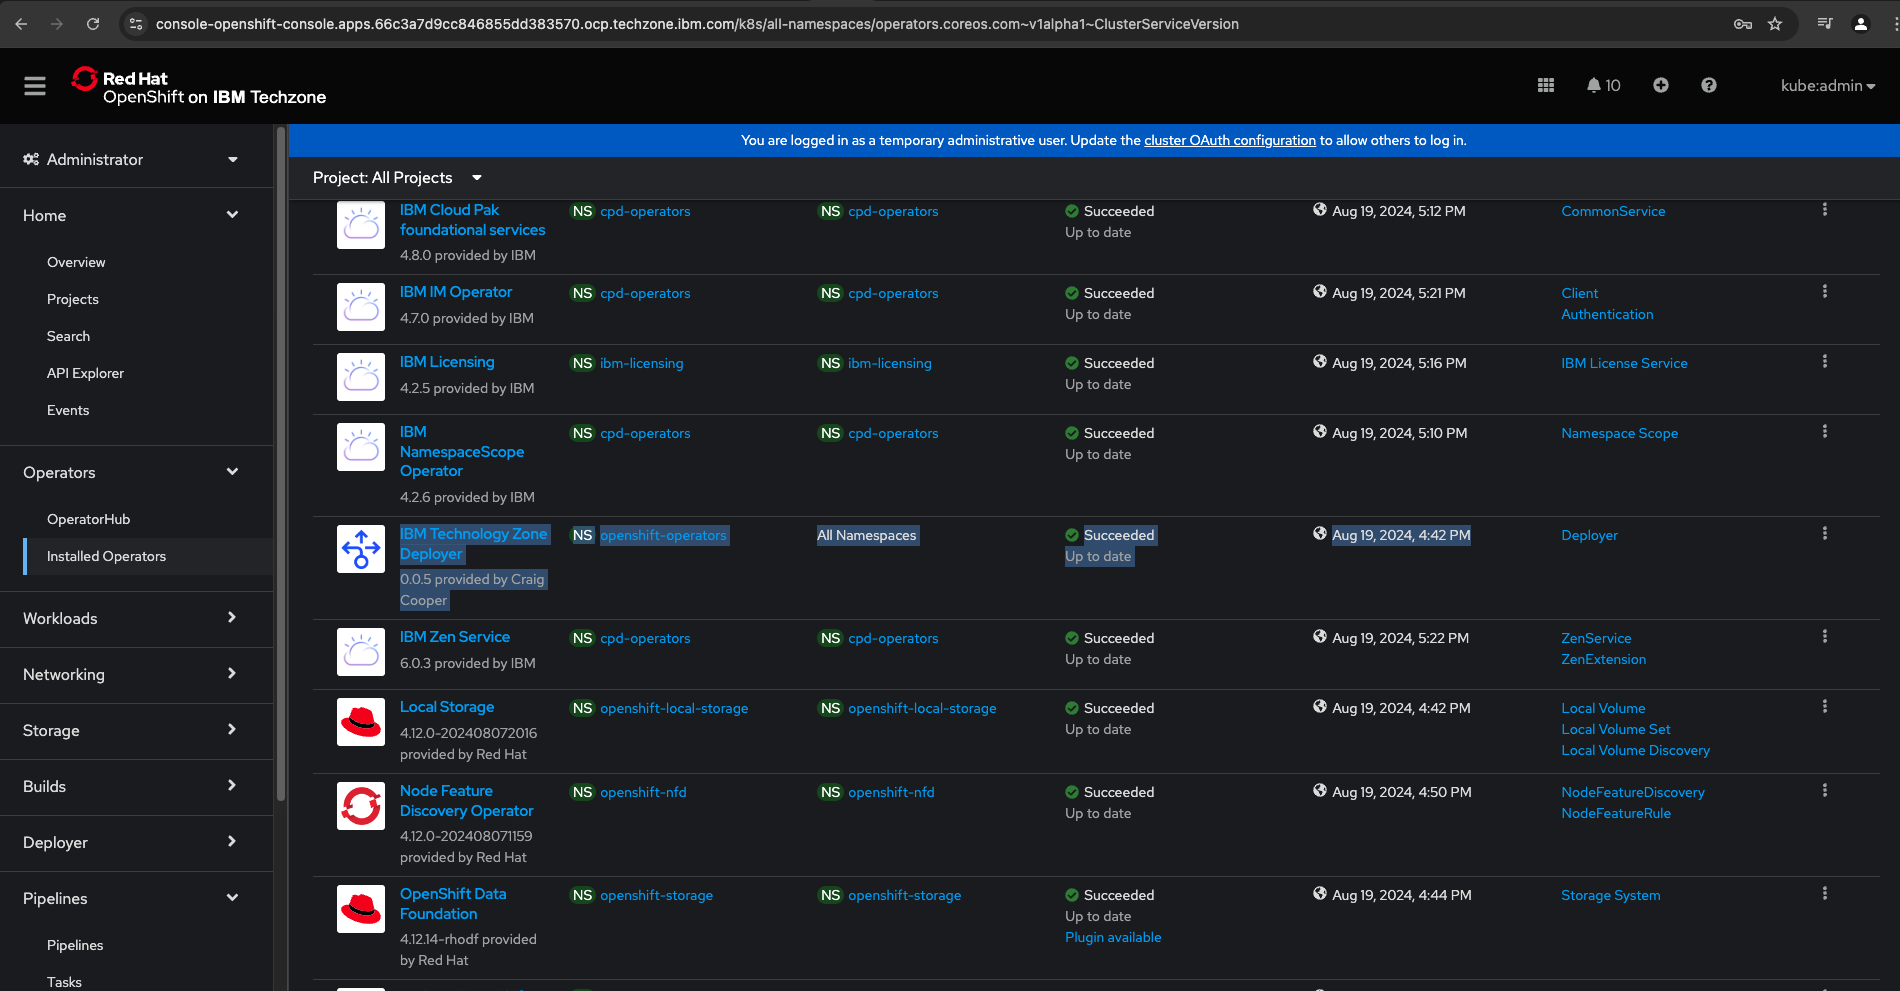 console-openshift-console.apps.66c3a7d9cc846855dd383570.ocp.techzone.ibm.com/k8s/all-namespaces/operators.coreos.com~v1alpha1~ClusterServiceVersion
Red Hat
OpenShift on IBM Techzone
10
kube:admin
You are logged in as a temporary administrative user. Update the cluster OAuth configuration to allow others to log in.
Administrator
Home
Overview
Projects
Search
API Explorer
Events
Operators
OperatorHub
Installed Operators
Workloads
Networking
Storage
Builds
Deployer
Pipelines
Pipelines
Tasks
Project: All Projects
IBM Cloud Pak
foundational services
4.8.0 provided by IBM
NS cpd-operators
NS cpd-operators
Succeeded
Up to date
Aug 19, 2024, 5:12 PM
CommonService
IBM IM Operator
4.7.0 provided by IBM
NS cpd-operators
NS cpd-operators
Succeeded
Up to date
Aug 19, 2024, 5:21 PM
Client
Authentication
IBM Licensing
4.2.5 provided by IBM
NS ibm-licensing
NS ibm-licensing
Succeeded
Up to date
Aug 19, 2024, 5:16 PM
IBM License Service
IBM
NamespaceScope
Operator
4.2.6 provided by IBM
NS cpd-operators
NS cpd-operators
Succeeded
Up to date
Aug 19, 2024, 5:10 PM
Namespace Scope
IBM Technology Zone
Deployer
0.0.5 provided by Craig
Cooper
NS openshift-operators
All Namespaces
Succeeded
Up to date
Aug 19, 2024, 4:42 PM
Deployer
IBM Zen Service
6.0.3 provided by IBM
NS cpd-operators
NS cpd-operators
Succeeded
Up to date
Aug 19, 2024, 5:22 PM
ZenService
ZenExtension
Local Storage
4.12.0-202408072016
provided by Red Hat
NS openshift-local-storage
NS openshift-local-storage
Succeeded
Up to date
Aug 19, 2024, 4:42 PM
Local Volume
Local Volume Set
Local Volume Discovery
Node Feature
Discovery Operator
4.12.0-202408071159
provided by Red Hat
NS openshift-nfd
NS openshift-nfd
Succeeded
Up to date
Aug 19, 2024, 4:50 PM
NodeFeatureDiscovery
NodeFeatureRule
OpenShift Data
Foundation
4.12.14-rhodf provided
by Red Hat
NS openshift-storage
NS openshift-storage
Succeeded
Up to date
Plugin available
Aug 19, 2024, 4:44 PM
Storage System